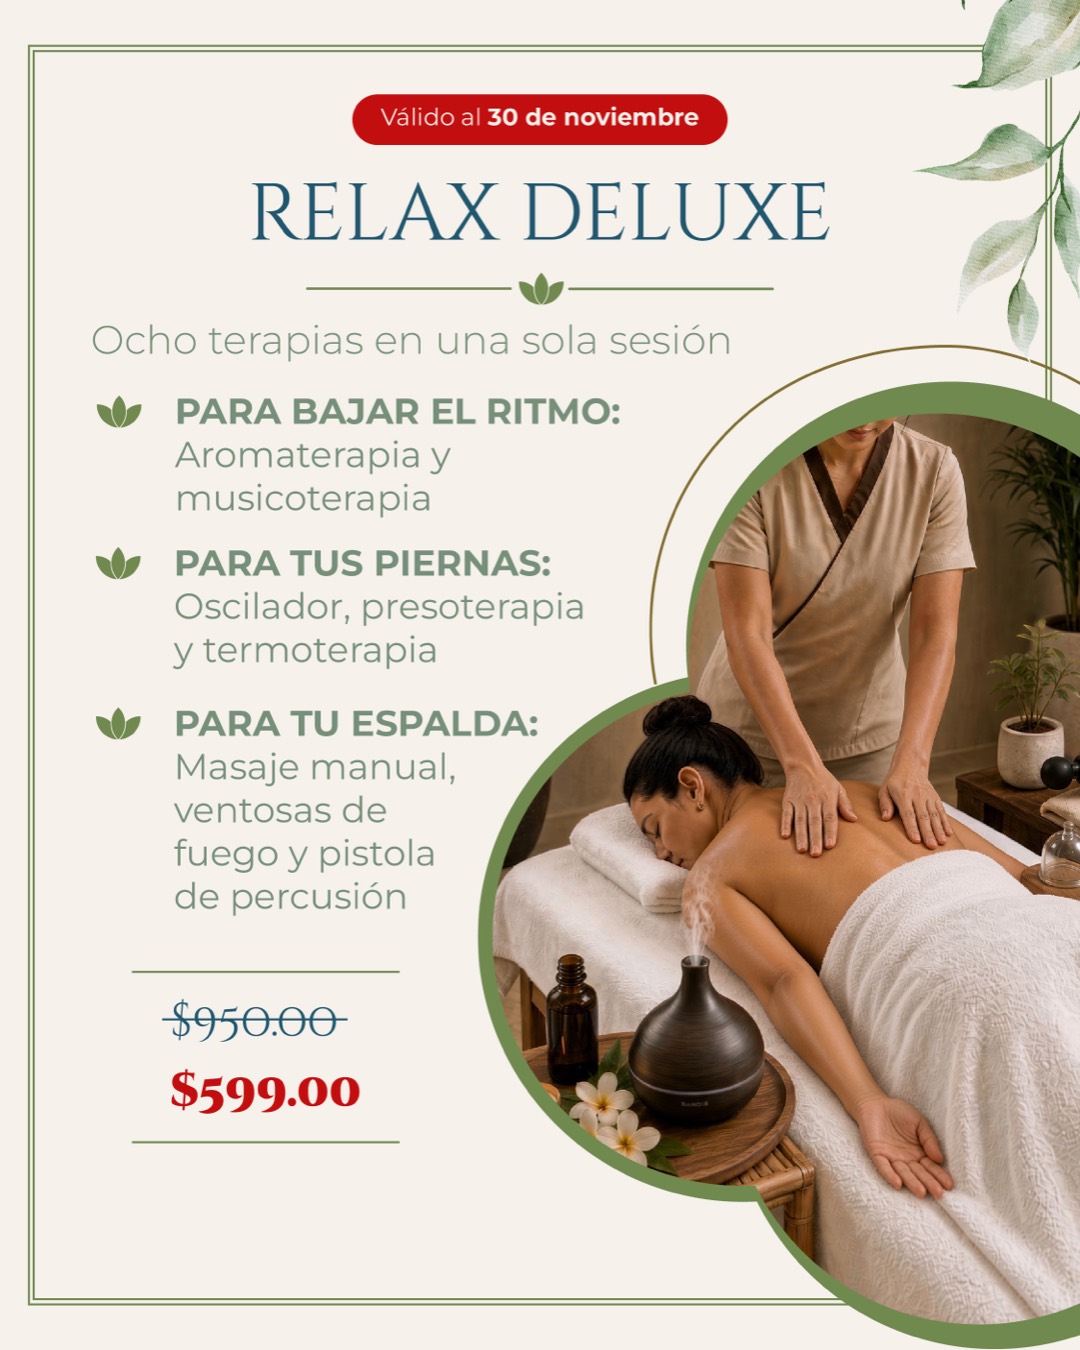 Válido al 30 de noviembre
RELAX DELUXE
Ocho terapias en una sola sesión
PARA BAJAR EL RITMO:
Aromaterapia y
musicoterapia
PARA TUS PIERNAS:
Oscilador, presoterapia
y termoterapia
PARA TU ESPALDA:
Masaje manual,
ventosas de
fuego y pistola
de percusión
$950.00
$599.00